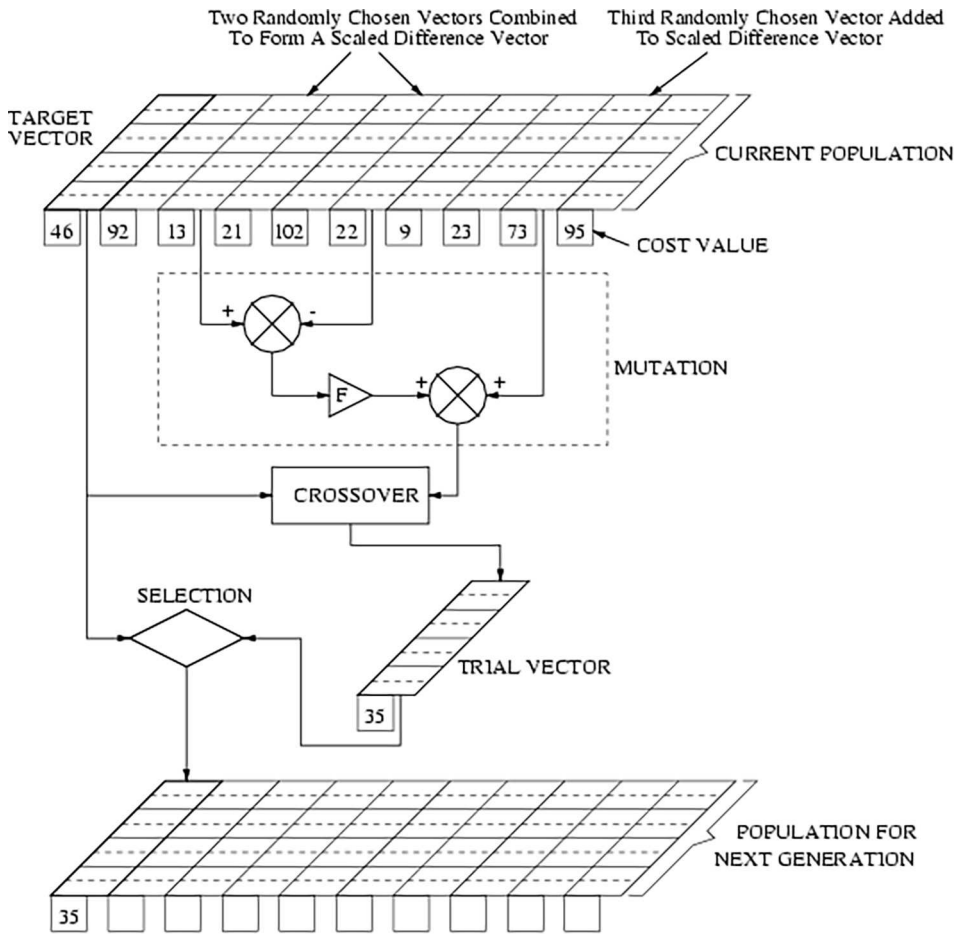 Two Randomly Chosen Vectors Combined
To Form A Scaled Difference Vector
Third Randomly Chosen Vector Added
To Scaled Difference Vector
TARGET
VECTOR
CURRENT POPULATION
46 92 13 21 102 22 9 23 73 95
COST VALUE
+ -
MUTATION
F + +
CROSSOVER
SELECTION
TRIAL VECTOR
35
POPULATION FOR
NEXT GENERATION
35